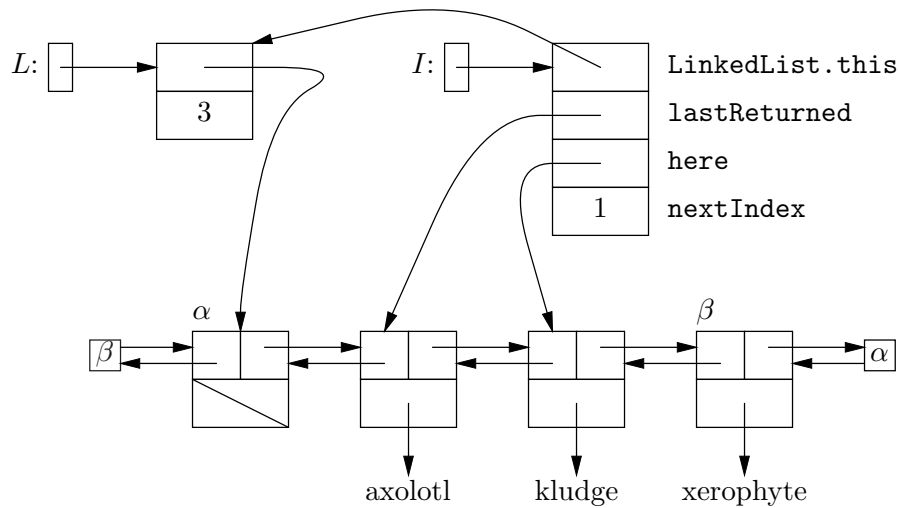 L:
I:
LinkedList.this
3
lastReturned
here
1
nextIndex
α
β
β
α
axolotl
kludge
xerophyte